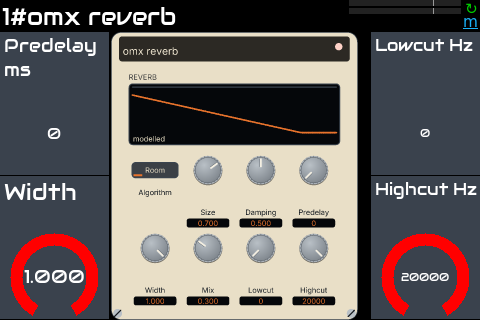 1#omx reverb
m
Predelay
ms
0
omx reverb
REVERB
modelled
Room
Algorithm
Size
Damping
Predelay
0.700
0.500
0
Width
Mix
Lowcut
Highcut
1.000
0.300
0
20000
Lowcut Hz
0
Width
1.000
Highcut Hz
20000